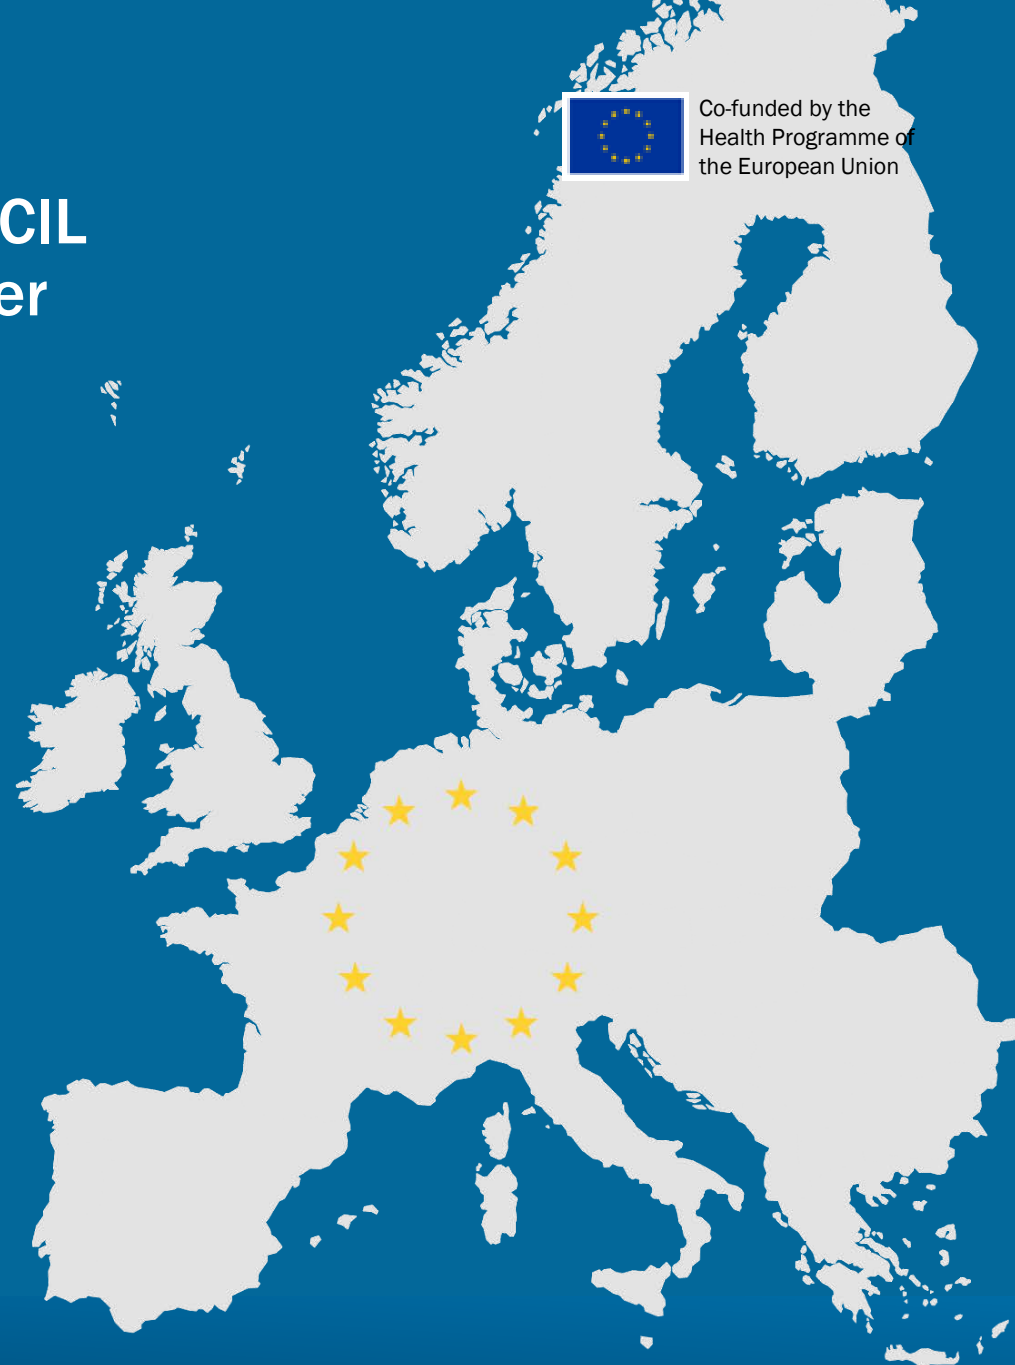 Co-funded by the
Health Programme of
the European Union
CIL
er